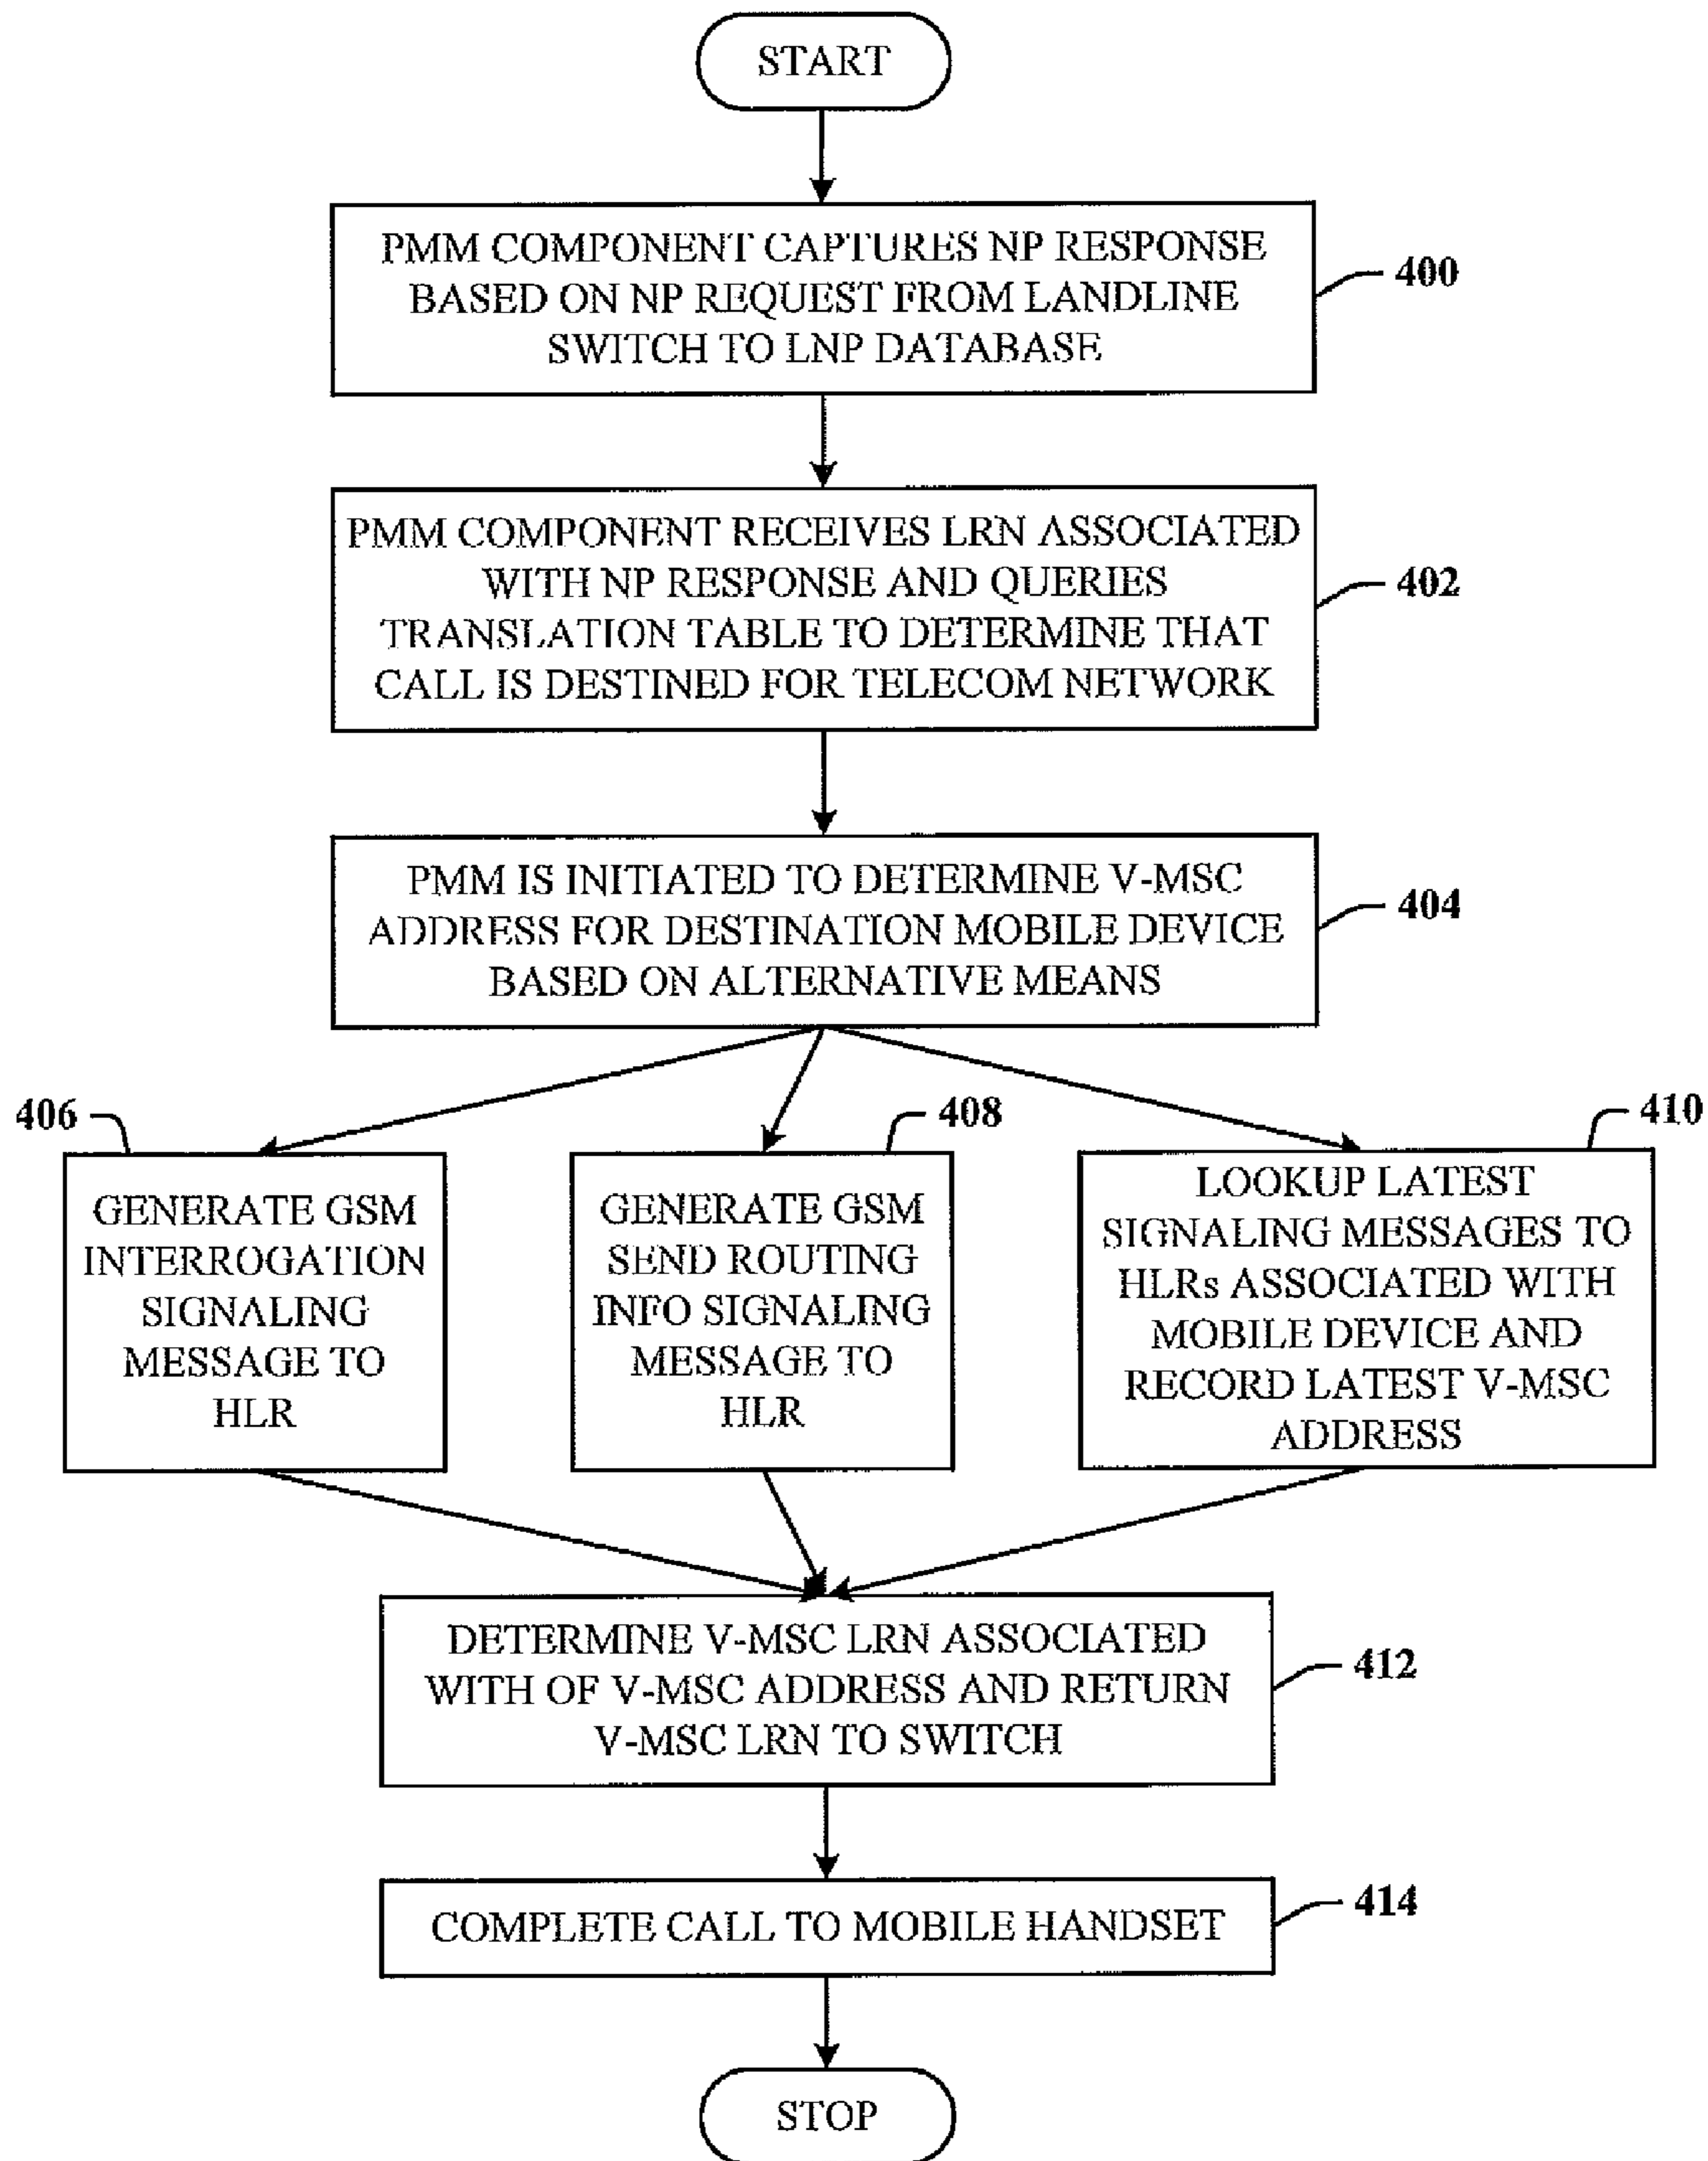 START
PMM COMPONENT CAPTURES NP RESPONSE
BASED ON NP REQUEST FROM LANDLINE
SWITCH TO LNP DATABASE
400
PMM COMPONENT RECEIVES LRN ASSOCIATED
WITH NP RESPONSE AND QUERIES
TRANSLATION TABLE TO DETERMINE THAT
CALL IS DESTINED FOR TELECOM NETWORK
402
PMM IS INITIATED TO DETERMINE V-MSC
ADDRESS FOR DESTINATION MOBILE DEVICE
BASED ON ALTERNATIVE MEANS
404
406
GENERATE GSM
INTERROGATION
SIGNALING
MESSAGE TO
HLR
408
GENERATE GSM
SEND ROUTING
INFO SIGNALING
MESSAGE TO
HLR
410
LOOKUP LATEST
SIGNALING MESSAGES TO
HLRs ASSOCIATED WITH
MOBILE DEVICE AND
RECORD LATEST V-MSC
ADDRESS
DETERMINE V-MSC LRN ASSOCIATED
WITH OF V-MSC ADDRESS AND RETURN
V-MSC LRN TO SWITCH
412
COMPLETE CALL TO MOBILE HANDSET
414
STOP